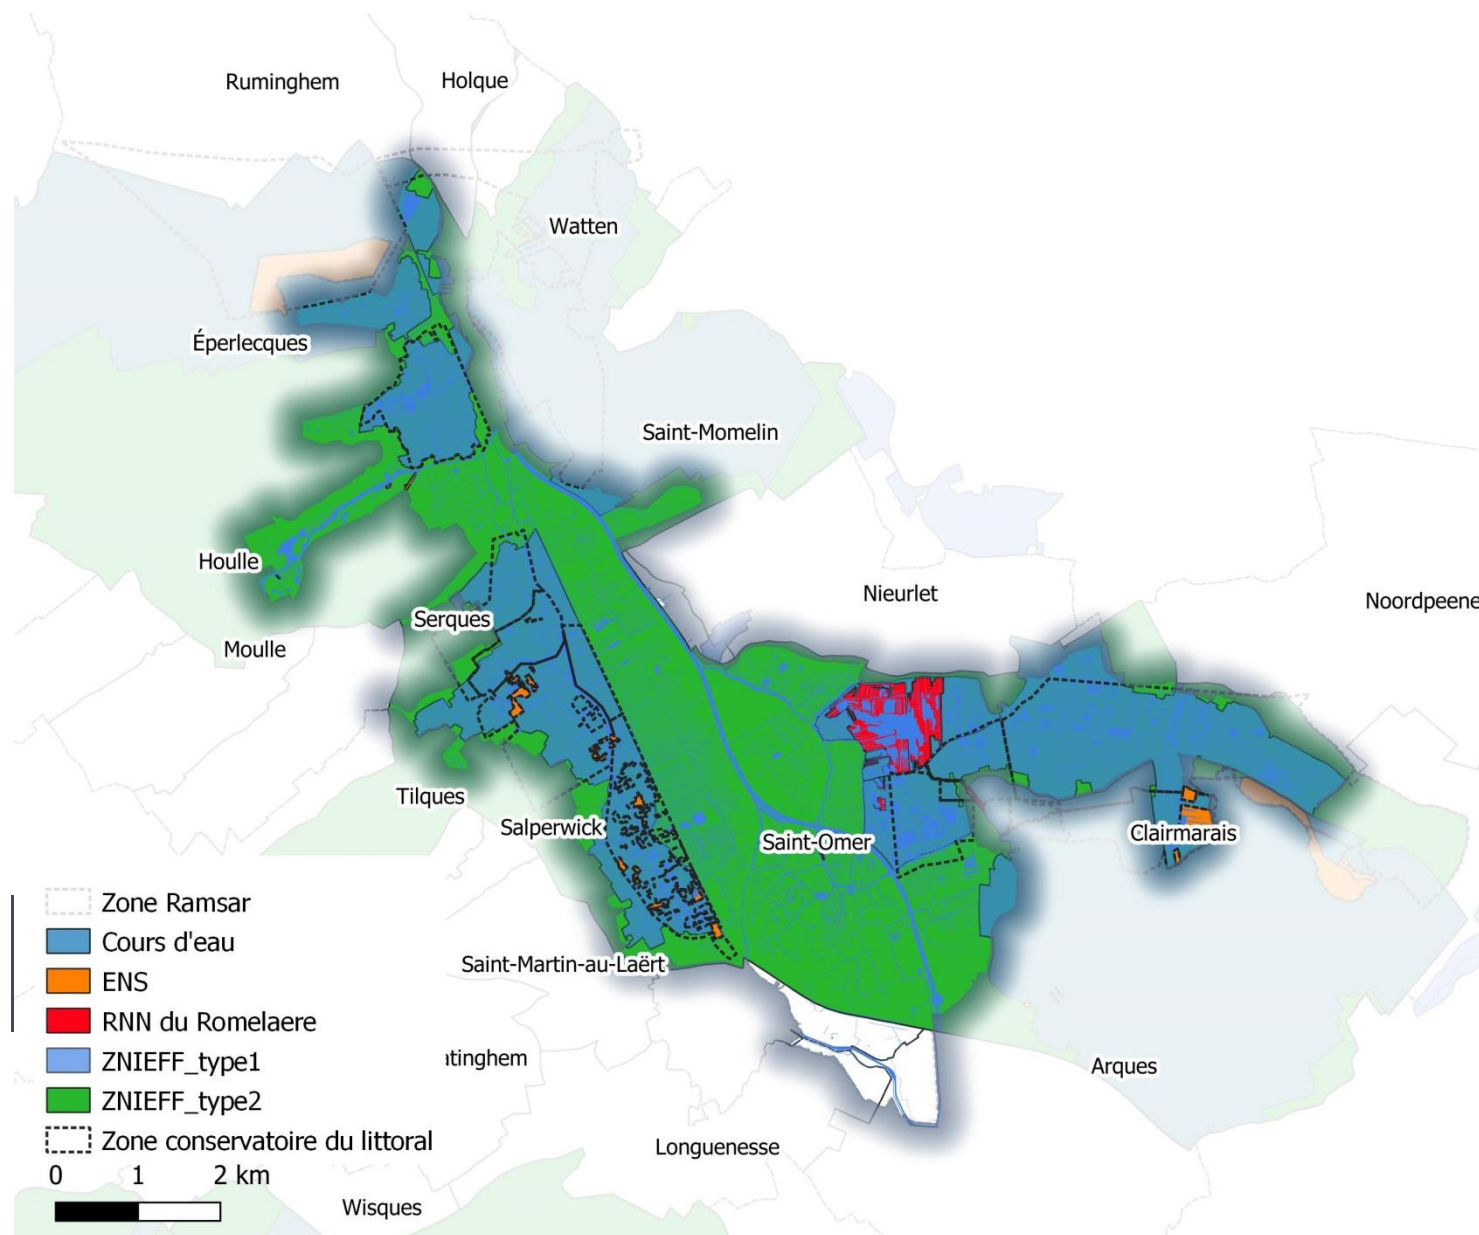 Ruminghem
Holque
Watten
Éperlecques
Saint-Momelin
Houlle
Nieurlet
Noordpeene
Serques
Moulle
Tilques
Salperwick
Saint-Omer
Clairmarais
Zone Ramsar
Cours d'eau
Saint-Martin-au-Laërt
ENS
RNN du Romelaere
ZNIEFF_type1
tinghem
Arques
ZNIEFF_type2
Zone conservatoire du littoral
Longuenesse
0 1 2 km
Wisques